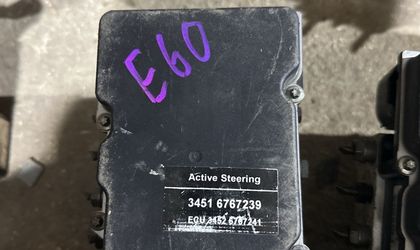 E60
Active Steering
3451 6767239
ECU 3452 6767241